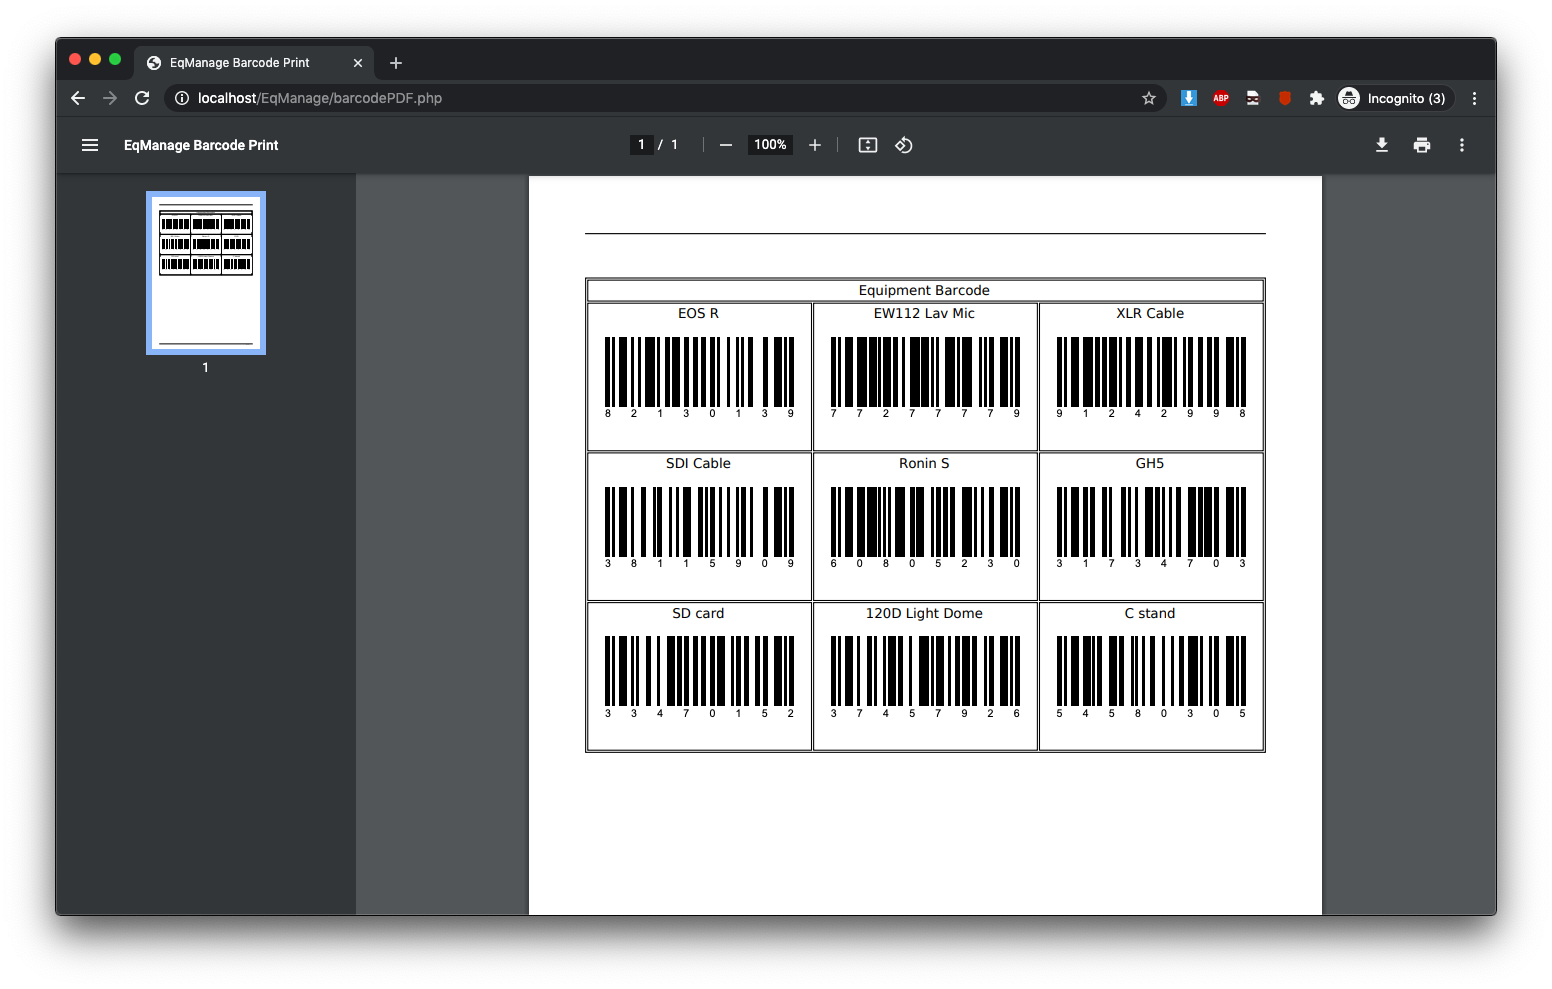 EqManage Barcode Print
localhost/EqManage/barcodePDF.php
ABP
Incognito (3)
EqManage Barcode Print
1 / 1
100%
1
Equipment Barcode
EOS R EW112 Lav Mic XLR Cable
8 2 1 3 0 1 3 9 7 7 2 7 7 7 7 9 9 1 2 4 2 9 9 8
SDI Cable Ronin S GH5
3 8 1 1 5 9 0 9 6 0 8 0 5 2 3 0 3 1 7 3 4 7 0 3
SD card 120D Light Dome C stand
3 3 4 7 0 1 5 2 3 7 4 5 7 9 2 6 5 4 5 8 0 3 0 5